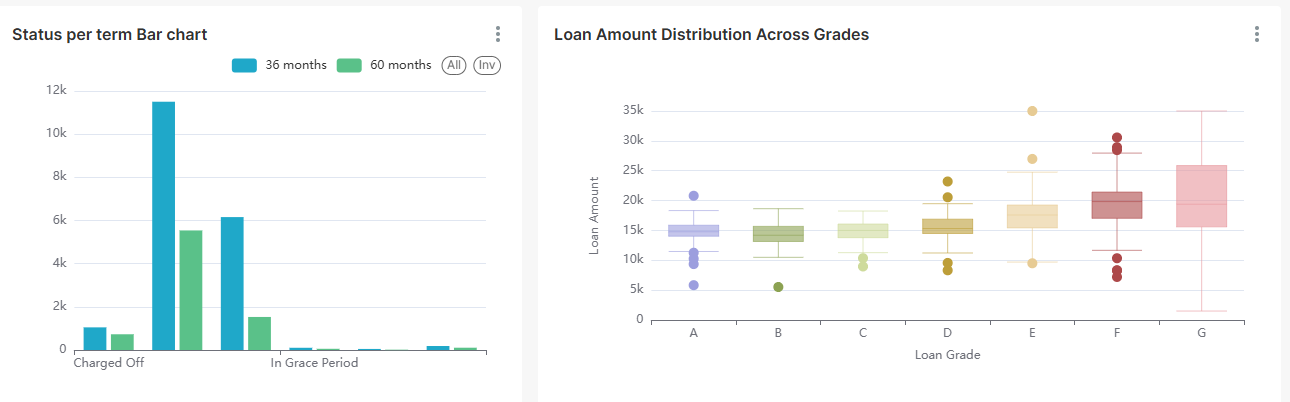 Status per term Bar chart
36 months
60 months
All
Inv
12k
10k
8k
6k
4k
2k
0
Charged Off
In Grace Period
Loan Amount Distribution Across Grades
Loan Amount
35k
30k
25k
20k
15k
10k
5k
0
A
B
C
D
E
F
G
Loan Grade